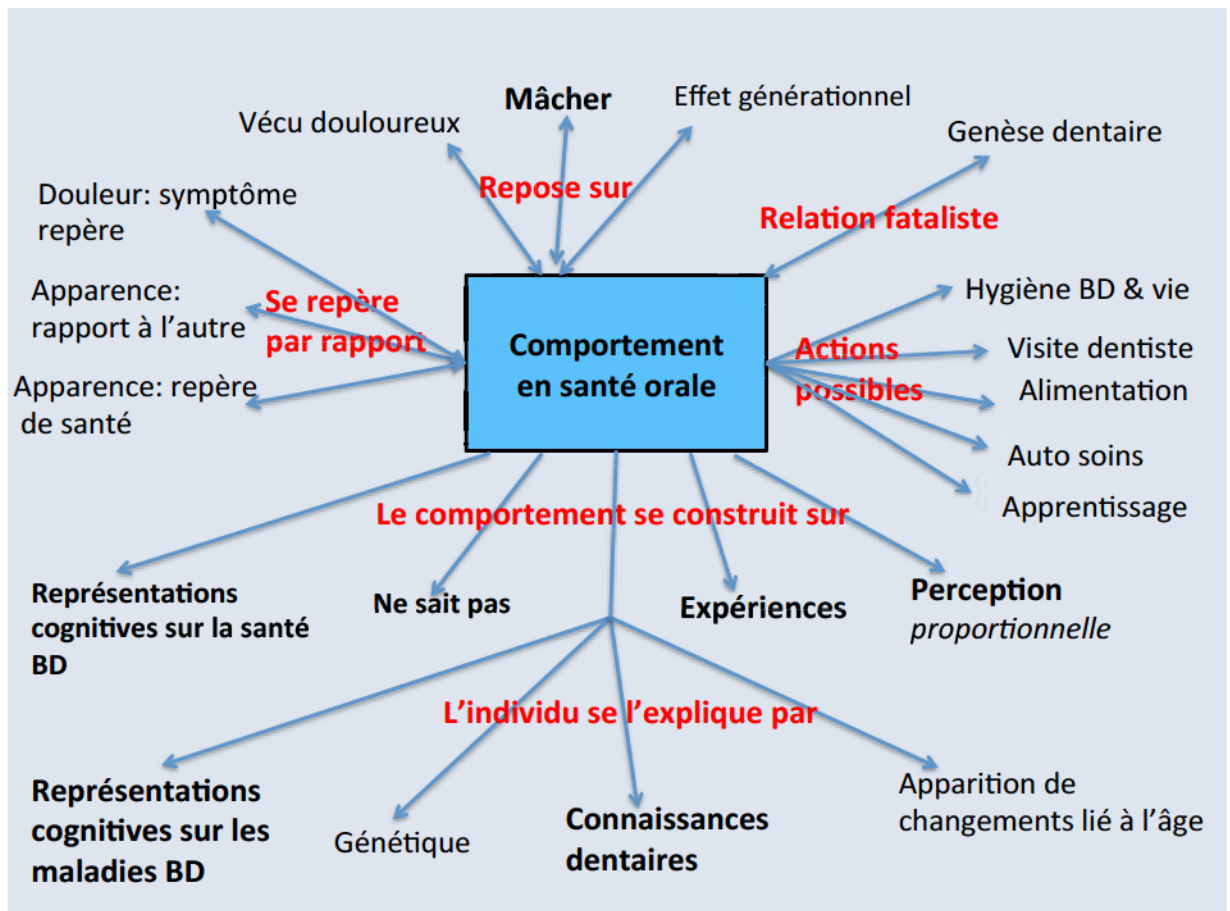 Mâcher
Effet générationnel
Vécu douloureux
Genèse dentaire
Douleur: symptôme
repère
Repose sur
Relation fataliste
Apparence:
rapport à l'autre
Se repère
par rapport
Hygiène BD & vie
Comportement
en santé orale
Actions
possibles
Visite dentiste
Alimentation
Apparence: repère
de santé
Auto soins
Apprentissage
Le comportement se construit sur
Représentations
cognitives sur la santé
BD
Ne sait pas
Expériences
Perception
proportionnelle
L'individu se l'explique par
Représentations
cognitives sur les
maladies BD
Génétique
Connaissances
dentaires
Apparition de
changements lié à l'âge